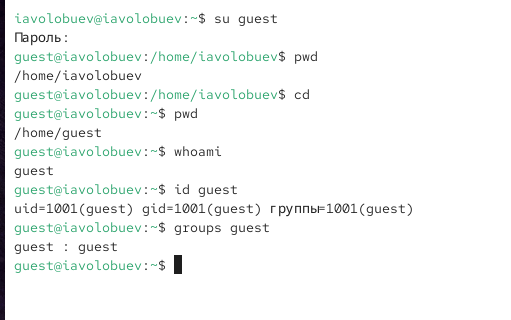 iavolobuev@iavolobuev:~$ su guest
Пароль:
guest@iavolobuev:/home/iavolobuev$ pwd
/home/iavolobuev
guest@iavolobuev:/home/iavolobuev$ cd
guest@iavolobuev:~$ pwd
/home/guest
guest@iavolobuev:~$ whoami
guest
guest@iavolobuev:~$ id guest
uid=1001(guest) gid=1001(guest) группы=1001(guest)
guest@iavolobuev:~$ groups guest
guest : guest
guest@iavolobuev:~$